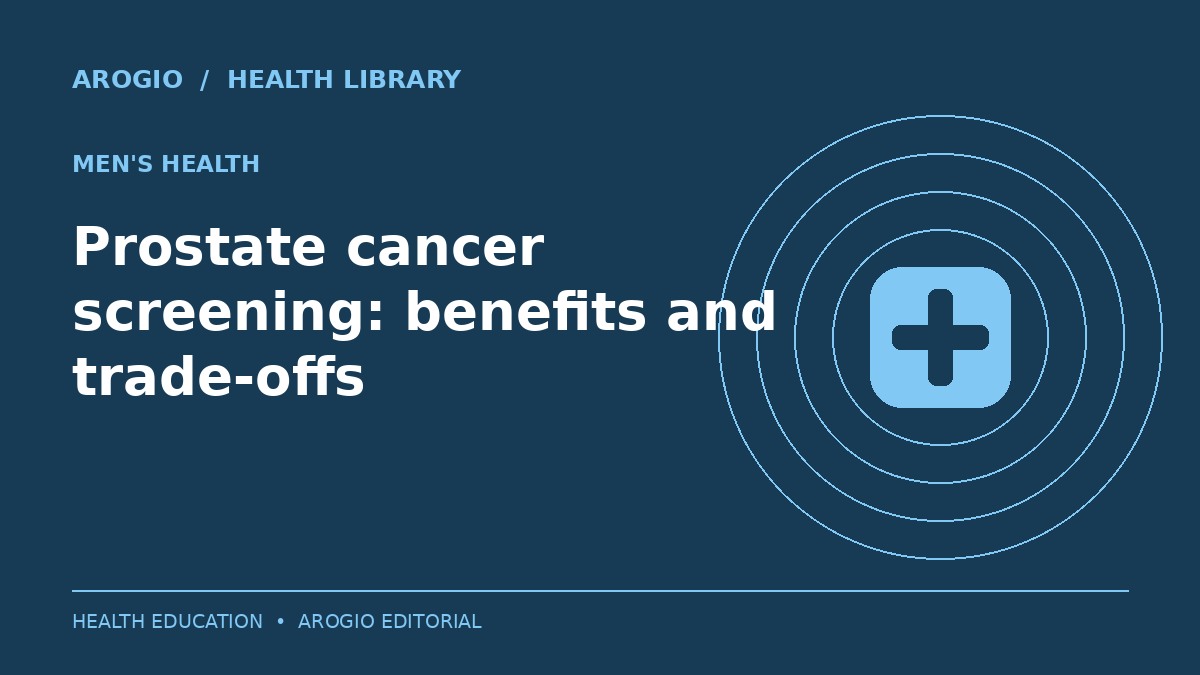 AROGIO / HEALTH LIBRARY
MEN'S HEALTH
Prostate cancer
screening: benefits and
trade-offs
HEALTH EDUCATION • AROGIO EDITORIAL